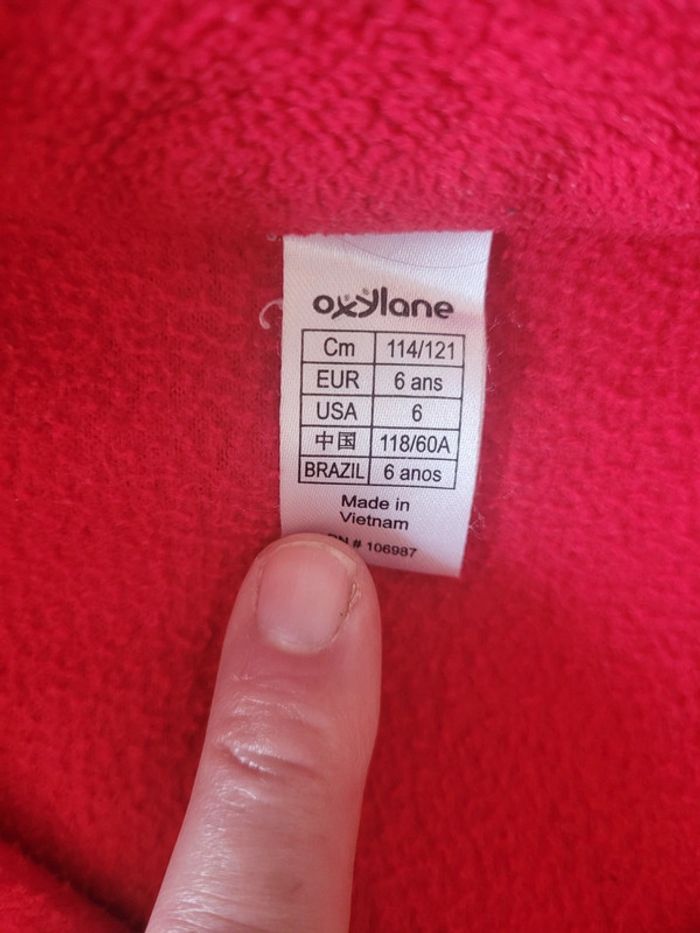 oxylane
Cm 114/121
EUR 6 ans
USA 6
中国 118/60A
BRAZIL 6 anos
Made in
Vietnam
# 106987